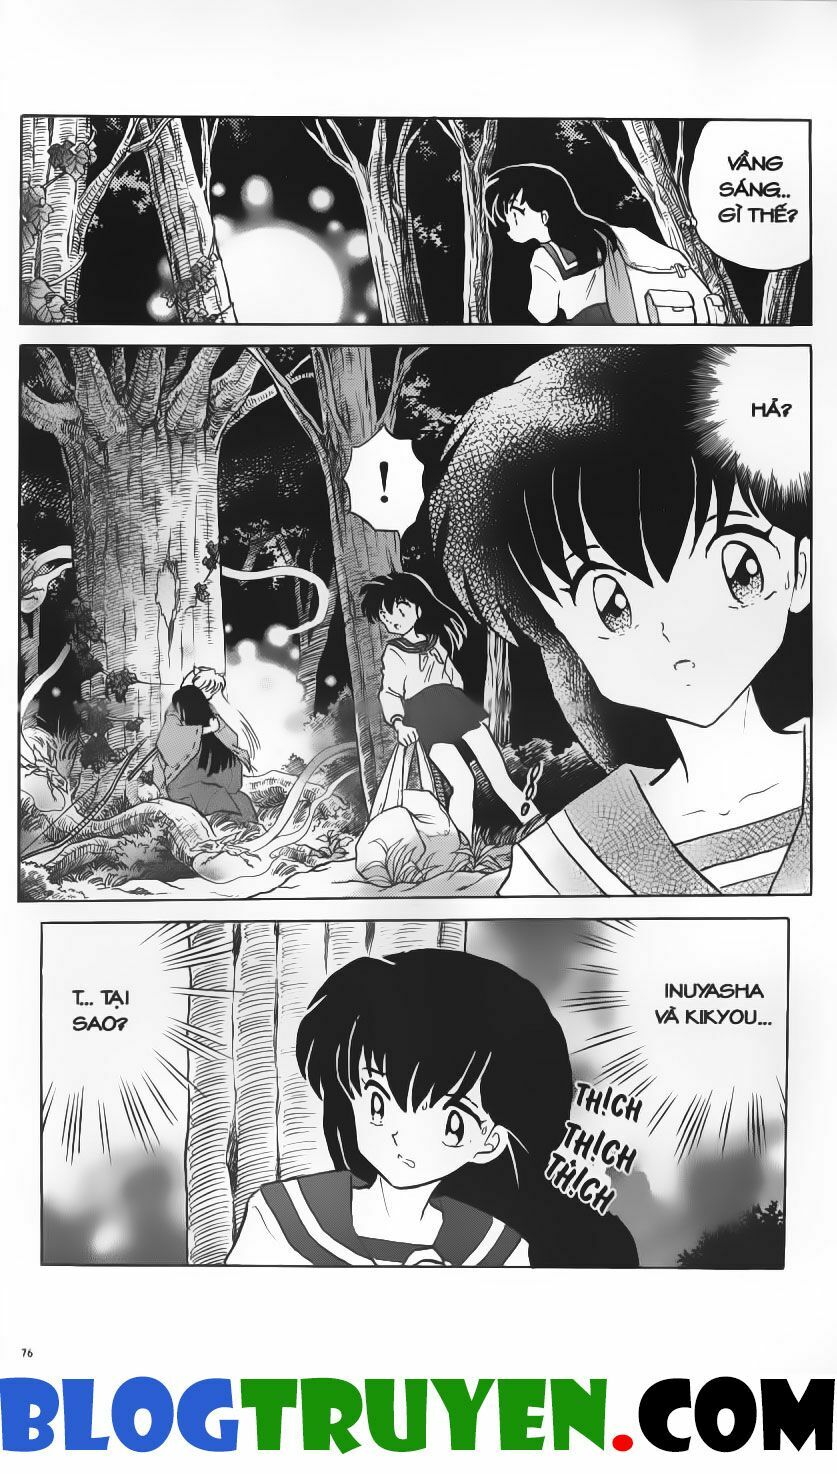 VẦNG
SÁNG...
GÌ THẾ?
HẢ?
!
INUYASHA
VÀ KIKYOU...
T... TẠI
SAO?
THỊCH
THỊCH
THỊCH
76
BLOGTRUYEN.COM